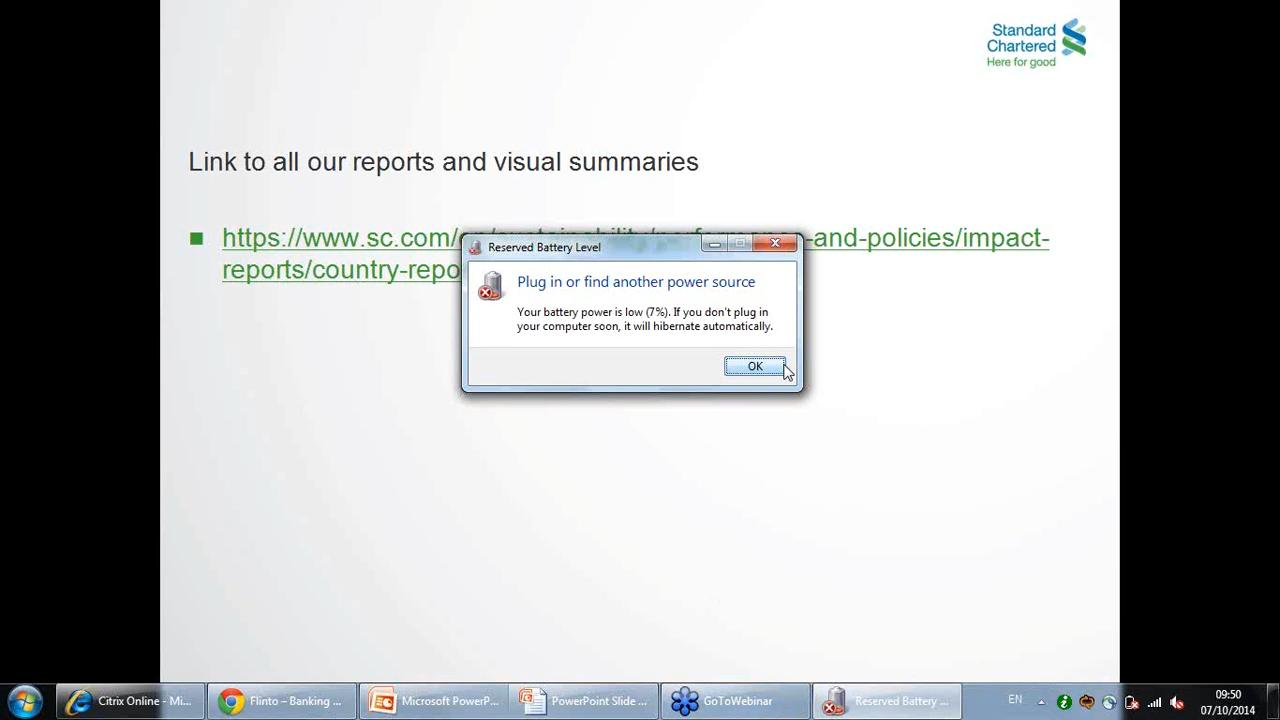 Standard
Chartered
Here for good
Link to all our reports and visual summaries
https://www.sc.com/ -and-policies/impact-
reports/country-repo
Reserved Battery Level
Plug in or find another power source
Your battery power is low (7%). If you don't plug in
your computer soon, it will hibernate automatically.
OK
Citrix Online - Mi...
Flinto – Banking ...
Microsoft PowerP...
PowerPoint Slide ...
GoToWebinar
Reserved Battery ...
EN
09:50
07/10/2014